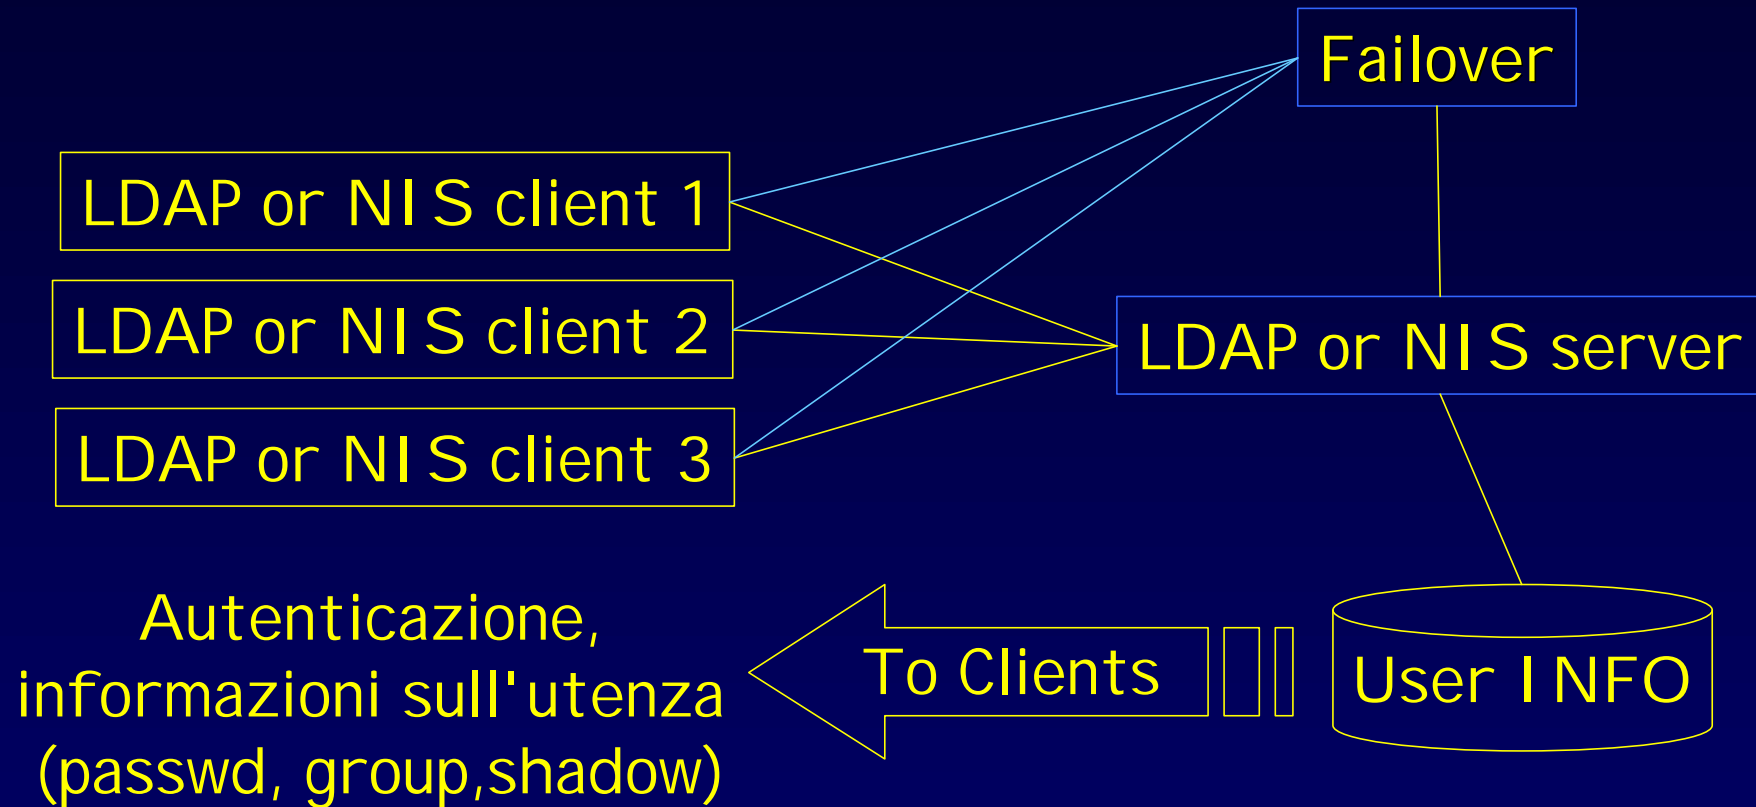 Failover
LDAP or NIS client 1
LDAP or NIS client 2
LDAP or NIS server
LDAP or NIS client 3
Autenticazione,
informazioni sull'utenza
(passwd, group,shadow)
To Clients
User INFO